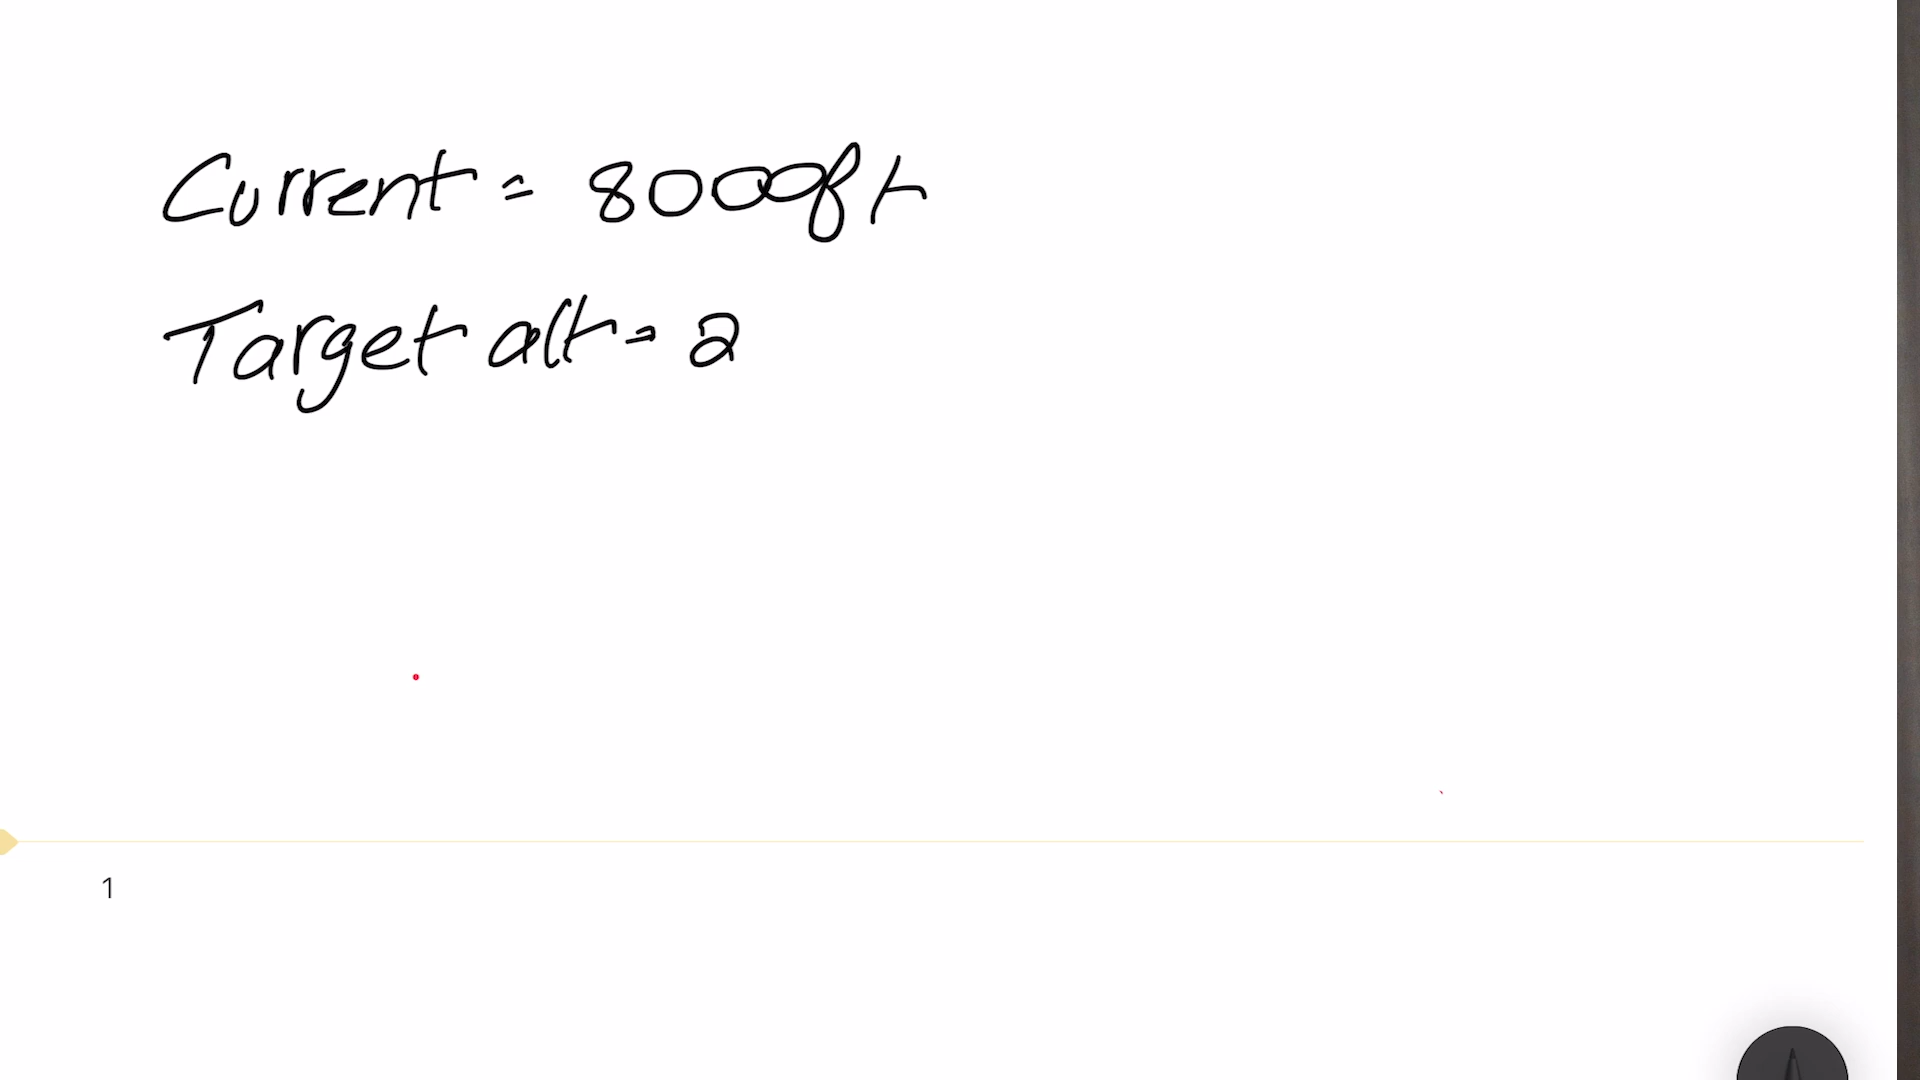 Current = 8000ft
Target alt = 2
1